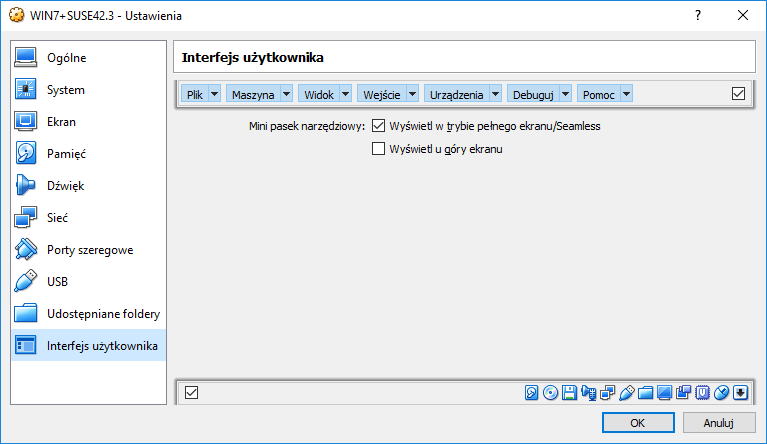 WIN7+SUSE42.3 - Ustawienia
?
Ogólne
System
Ekran
Pamięć
Dźwięk
Sieć
Porty szeregowe
USB
Udostępniane foldery
Interfejs użytkownika
Interfejs użytkownika
Plik Maszyna Widok Wejście Urządzenia Debuguj Pomoc
Mini pasek narzędziowy: Wyświetl w trybie pełnego ekranu/Seamless
Wyświetl u góry ekranu
OK Anuluj